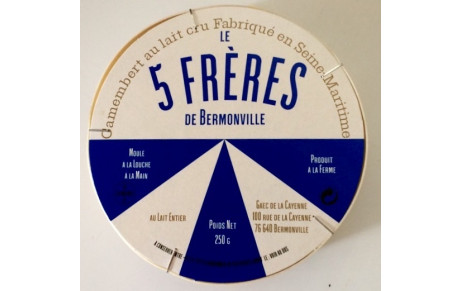 Camembert au lait cru Fabriqué en Seine-Maritime
LE
5 FRÈRES
DE BERMONVILLE
MOULÉ
A LA LOUCHE
A LA MAIN
PRODUIT
A LA FERME
AU LAIT ENTIER
POIDS NET
250 G
GAEC DE LA CAYENNE
100 RUE DE LA CAYENNE
76 640 BERMONVILLE
A CONSERVER ENTRE